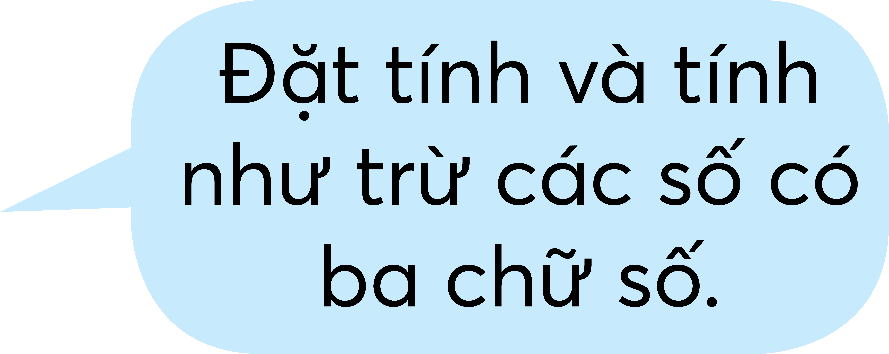 Đặt tính và tính
như trừ các số có
ba chữ số.